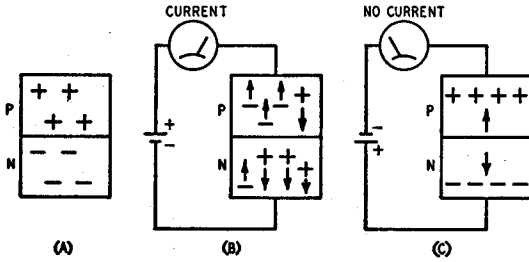 CURRENT
NO CURRENT
P
+ +
+ +
N
− −
− −
(A)
+
−
P
− − +
−
N
+ + +
−
(B)
−
+
P
+ + + +
N
− − − − −
(C)